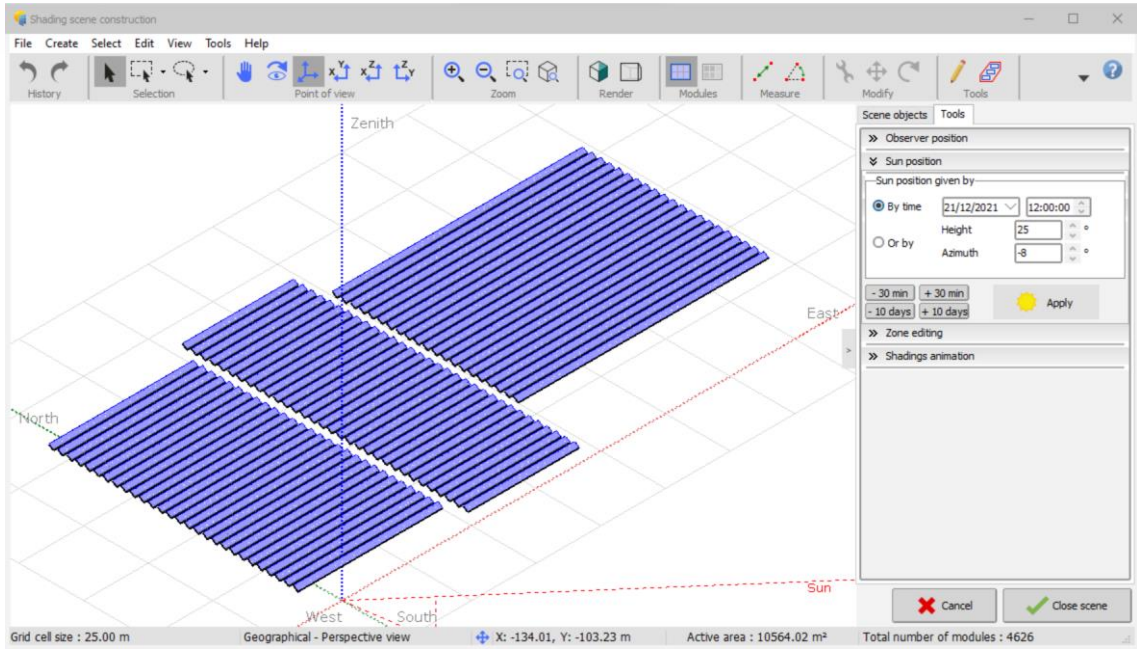 Shading scene construction
File Create Select Edit View Tools Help
History Selection Point of view Zoom Render Modules Measure Modify Tools
Scene objects Tools
Observer position
Sun position
Sun position given by
By time 21/12/2021 12:00:00
Or by Height 25 °
Azimuth -8 °
- 30 min + 30 min
- 10 days + 10 days
Apply
Zone editing
Shadings animation
Zenith
East
North
Sun
West South
Cancel Close scene
Grid cell size : 25.00 m Geographical - Perspective view X: -134.01, Y: -103.23 m Active area : 10564.02 m² Total number of modules : 4626